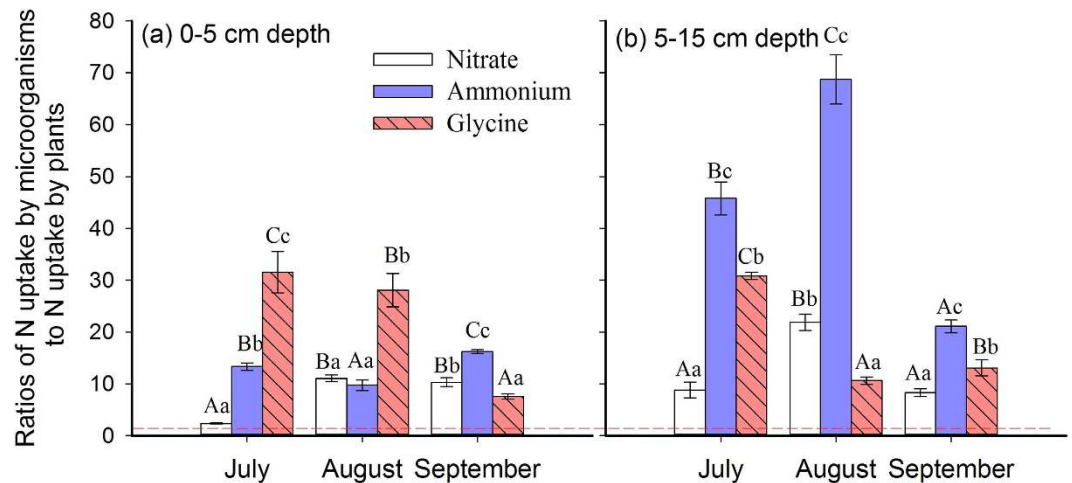 Ratios of N uptake by microorganisms
to N uptake by plants
80
70
60
50
40
30
20
10
0
(a) 0-5 cm depth
Nitrate
Ammonium
Glycine
Aa
Bb
Cc
Ba
Aa
Bb
Bb
Cc
Aa
July
August
September
(b) 5-15 cm depth
Aa
Bc
Cb
Bb
Cc
Aa
Aa
Ac
Bb
July
August
September